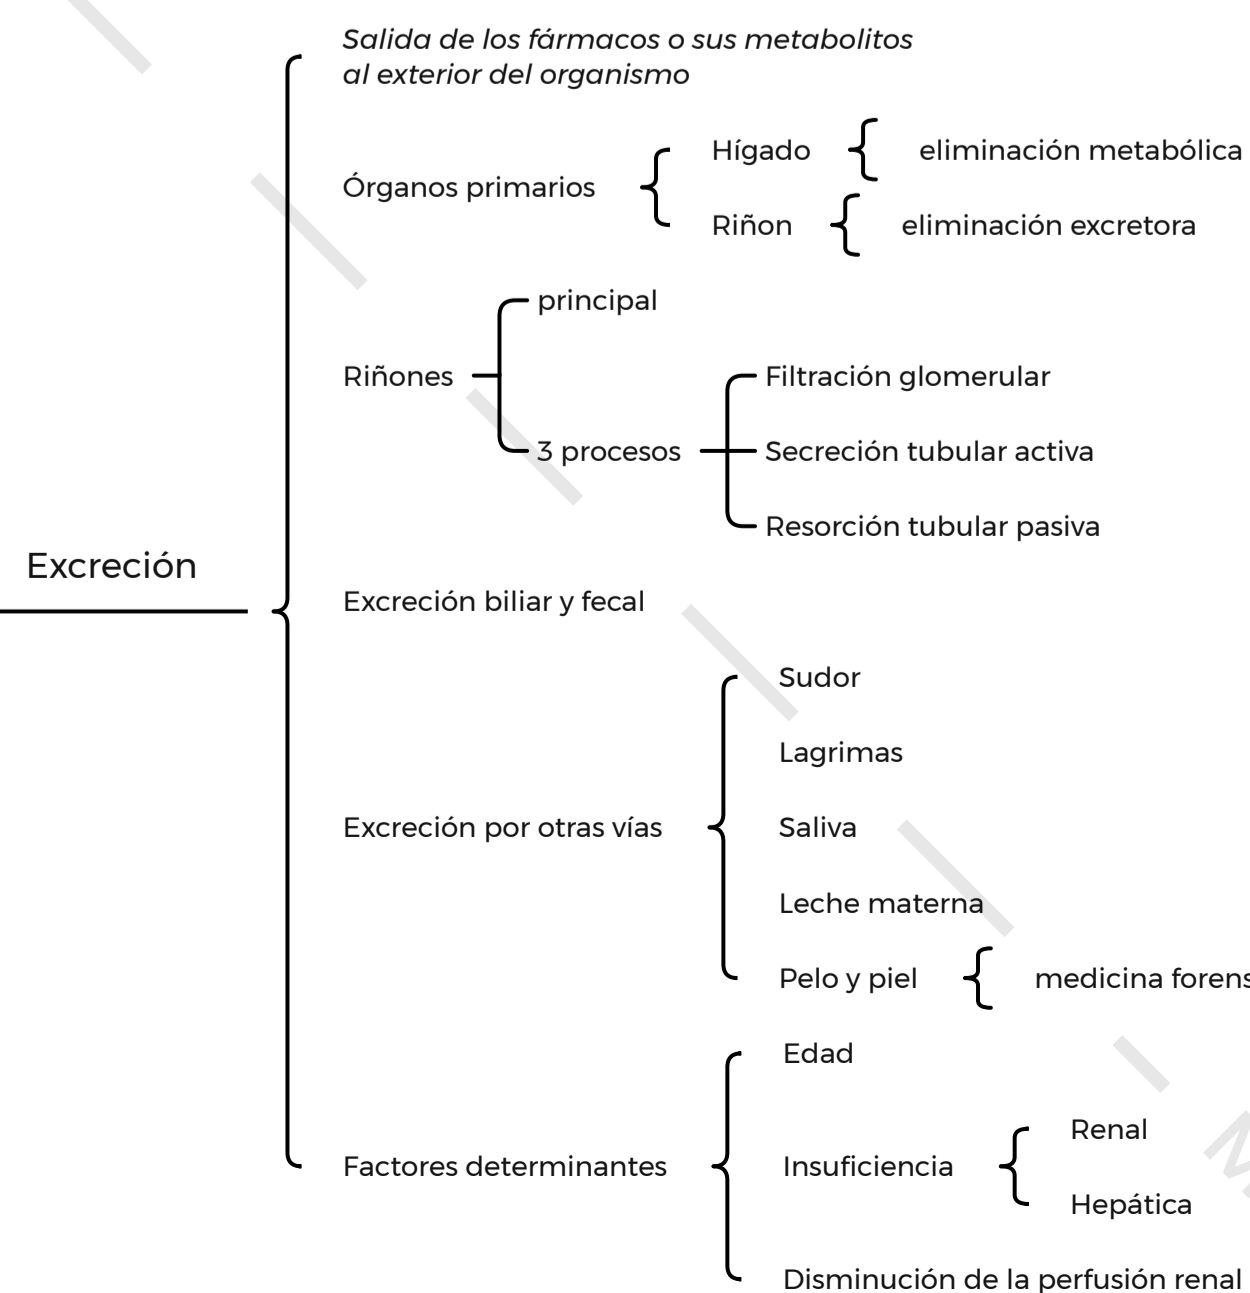 Salida de los fármacos o sus metabolitos
al exterior del organismo
Órganos primarios
Hígado
eliminación metabólica
Riñon
eliminación excretora
Riñones
principal
3 procesos
Filtración glomerular
Secreción tubular activa
Resorción tubular pasiva
Excreción
Excreción biliar y fecal
Excreción por otras vías
Sudor
Lagrimas
Saliva
Leche materna
Pelo y piel
medicina forens
Factores determinantes
Edad
Insuficiencia
Renal
Hepática
Disminución de la perfusión renal